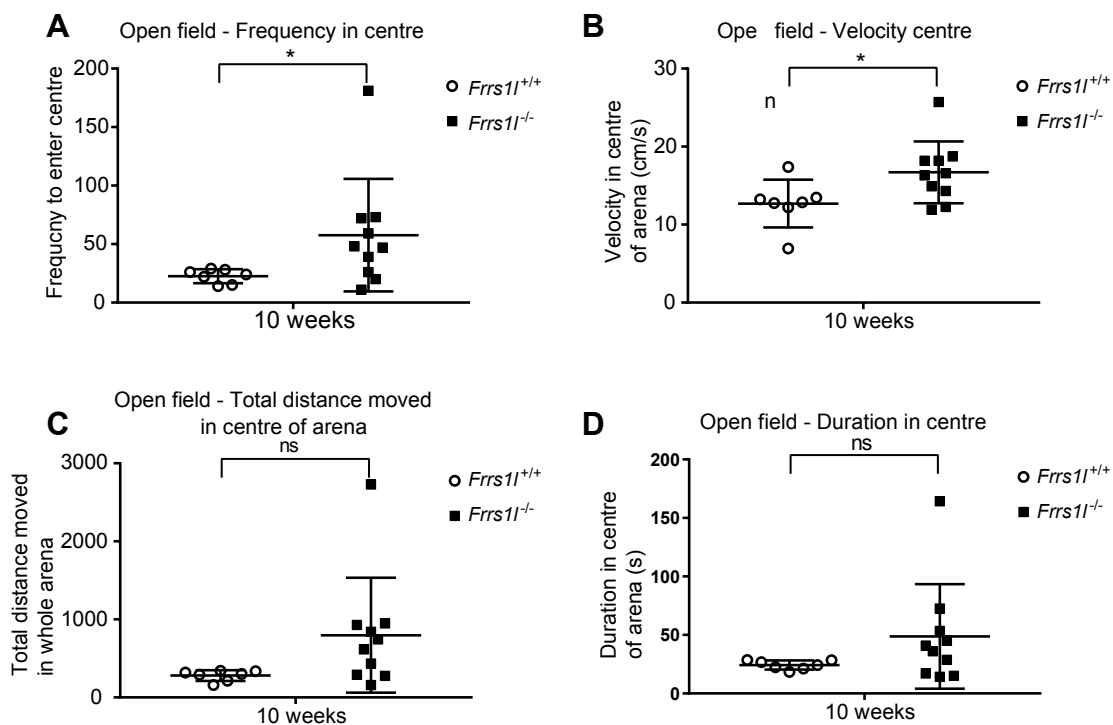 A
Open field - Frequency in centre
*
200
150
100
50
0
Frequcny to enter centre
10 weeks
Frrs1l+/+
Frrs1l-/-
B
Ope field - Velocity centre
*
n
30
20
10
0
Velocity in centre
of arena (cm/s)
10 weeks
Frrs1l+/+
Frrs1l-/-
C
Open field - Total distance moved
in centre of arena
ns
3000
2000
1000
0
Total distance moved
in whole arena
10 weeks
Frrs1l+/+
Frrs1l-/-
D
Open field - Duration in centre
ns
200
150
100
50
0
Duration in centre
of arena (s)
10 weeks
Frrs1l+/+
Frrs1l-/-